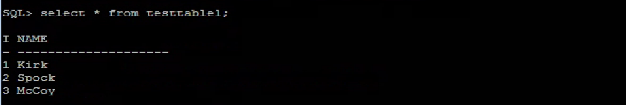 SQL> select * from testtable1;
I NAME
- --------------------
1 Kirk
2 Spock
3 McCoy